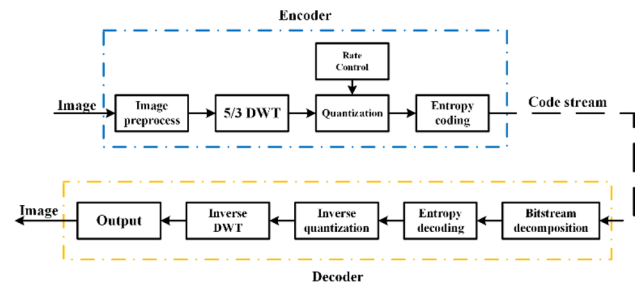 Encoder
Rate
Control
Image
Image
preprocess
5/3 DWT
Quantization
Entropy
coding
Code stream
Image
Output
Inverse
DWT
Inverse
quantization
Entropy
decoding
Bitstream
decomposition
Decoder